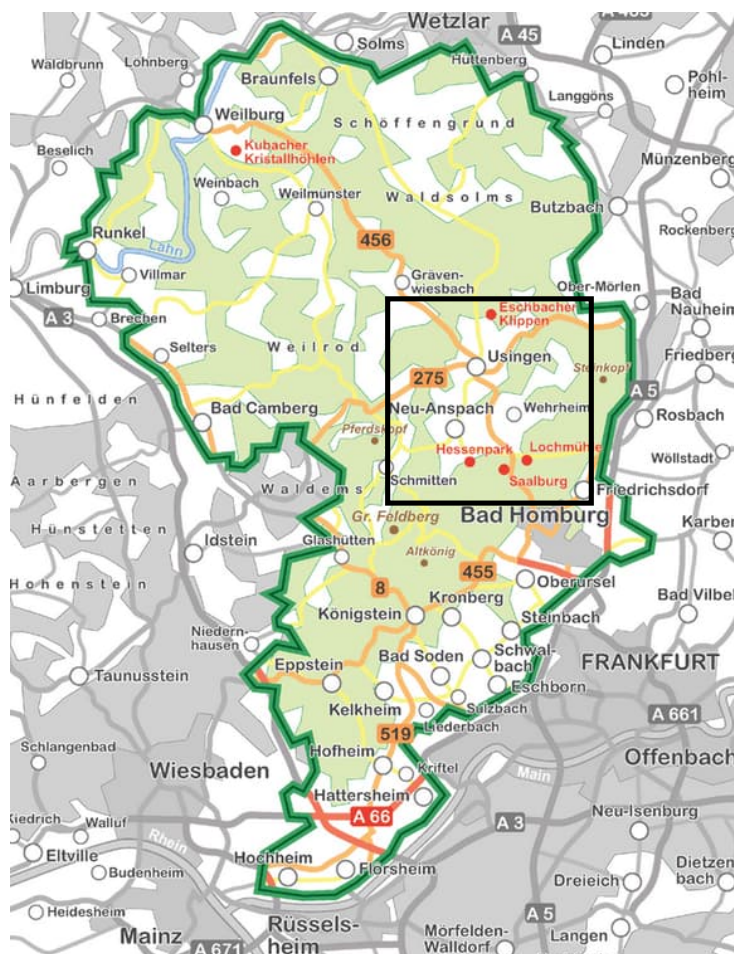 Wetzlar
A 45
A 485
Solms
Linden
Waldbrunn
Lohnberg
Braunfels
Hüttenberg
Pohl-
heim
Langgöns
Weilburg
Schöffengrund
Beselich
Kubacher
Kristallhöhlen
Münzenberg
Weinbach
Weilmünster
Waldsolms
Butzbach
Rockenberg
Runkel
Lahn
456
Villmar
Gräven-
wiesbach
Ober-Mörlen
Limburg
A 3
Brechen
Eschbacher
Klippen
Bad
Nauheim
Selters
Weilrod
Usingen
Steinkopf
Friedberg
275
A 5
Hünfelden
Bad Camberg
Neu-Anspach
Wehrheim
Rosbach
Pferdskopf
Hessenpark
Lochmühle
Wöllstadt
Aarbergen
Schmitten
Saalburg
Waldems
Friedrichsdorf
Gr. Feldberg
Bad Homburg
Hünstetten
Karben
Idstein
Glashütten
Altkönig
455
Hohenstein
8
Oberursel
Kronberg
Königstein
Bad Vilbel
Steinbach
Niedern-
hausen
Bad Soden
Schwal-
bach
Eppstein
FRANKFURT
Taunusstein
Eschborn
Kelkheim
Sulzbach
Liederbach
A 661
519
Hofheim
Schlangenbad
Wiesbaden
Kriftel
Main
Offenbach
Hattersheim
A 66
A 3
Neu-Isenburg
Kiedrich
Walluf
Rhein
Eltville
Hochheim
Florsheim
Budenheim
Dreieich
Dietzen-
bach
Heidesheim
A 5
Mainz
Rüssels-
heim
Langen
A 671
Mörfelden-
Walldorf